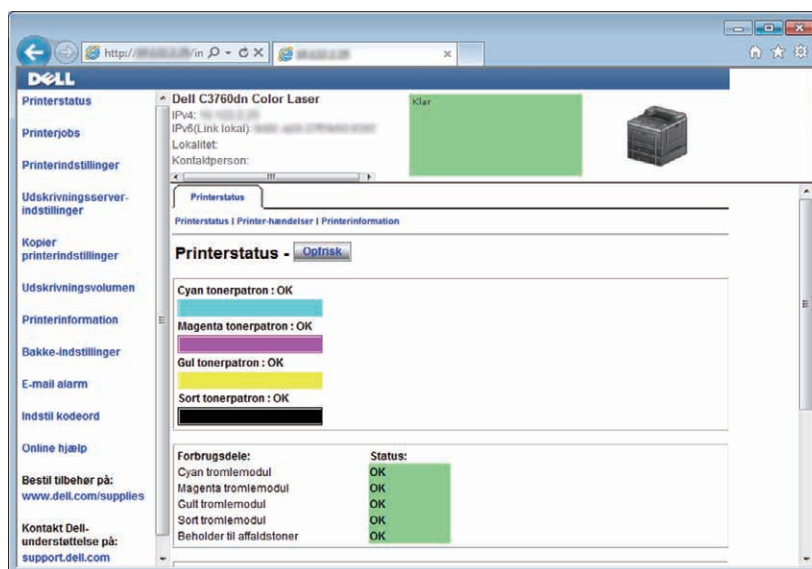 http:// /in
DELL
Printerstatus
Printerjobs
Printerindstillinger
Udskrivningsserver-
indstillinger
Kopier
printerindstillinger
Udskrivningsvolumen
Printerinformation
Bakke-indstillinger
E-mail alarm
Indstil kodeord
Online hjælp
Bestil tilbehør på:
www.dell.com/supplies
Kontakt Dell-
understøttelse på:
support.dell.com
Dell C3760dn Color Laser
IPv4:
IPv6(Link lokal):
Lokalitet:
Kontaktperson:
Klar
Printerstatus
Printerstatus | Printer-hændelser | Printerinformation
Printerstatus - Opfrisk
Cyan tonerpatron : OK
Magenta tonerpatron : OK
Gul tonerpatron : OK
Sort tonerpatron : OK
Forbrugsdele: Status:
Cyan tromlemodul OK
Magenta tromlemodul OK
Gult tromlemodul OK
Sort tromlemodul OK
Beholder til affaldstoner OK